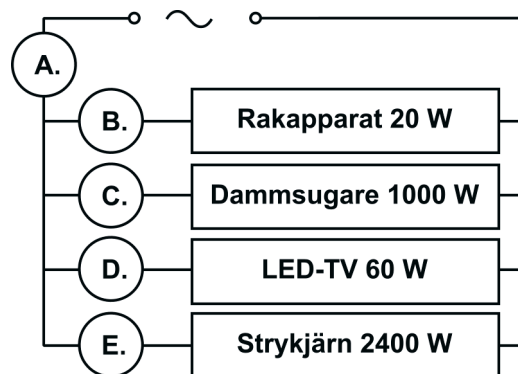 A.
B. Rakapparat 20 W
C. Dammsugare 1000 W
D. LED-TV 60 W
E. Strykjärn 2400 W